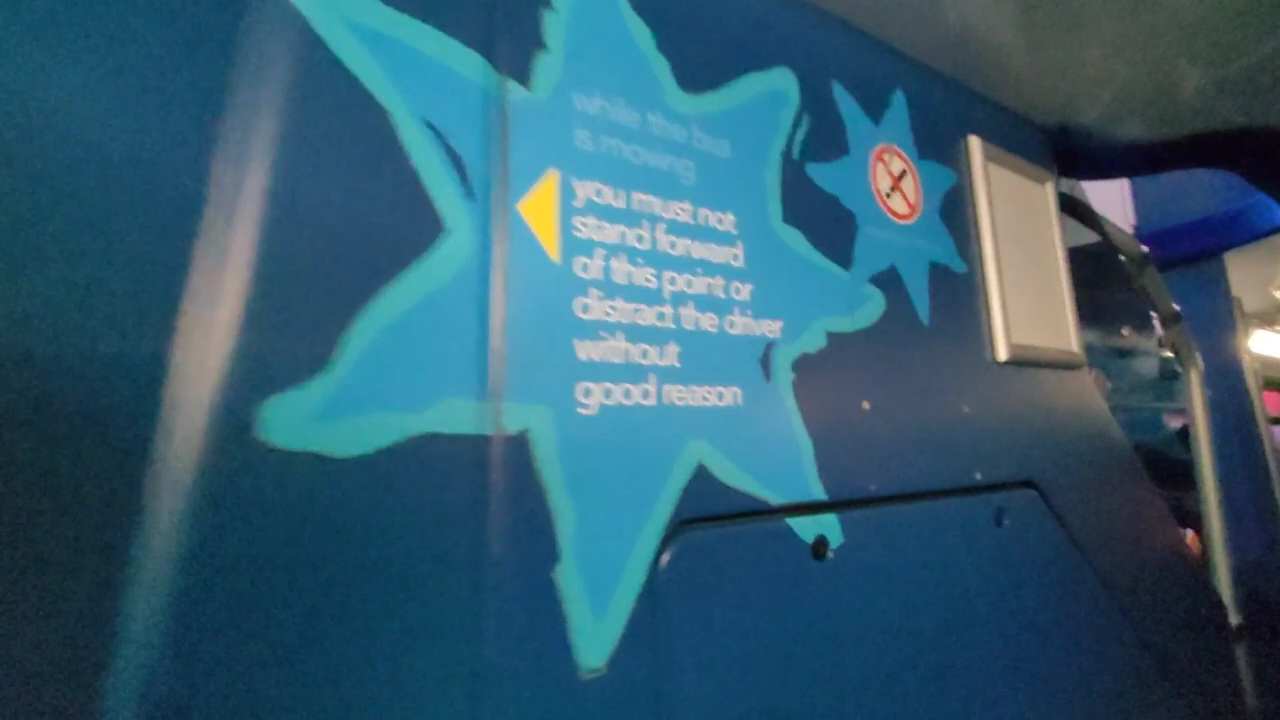 while the bus
is moving
you must not
stand forward
of this point or
distract the driver
without
good reason